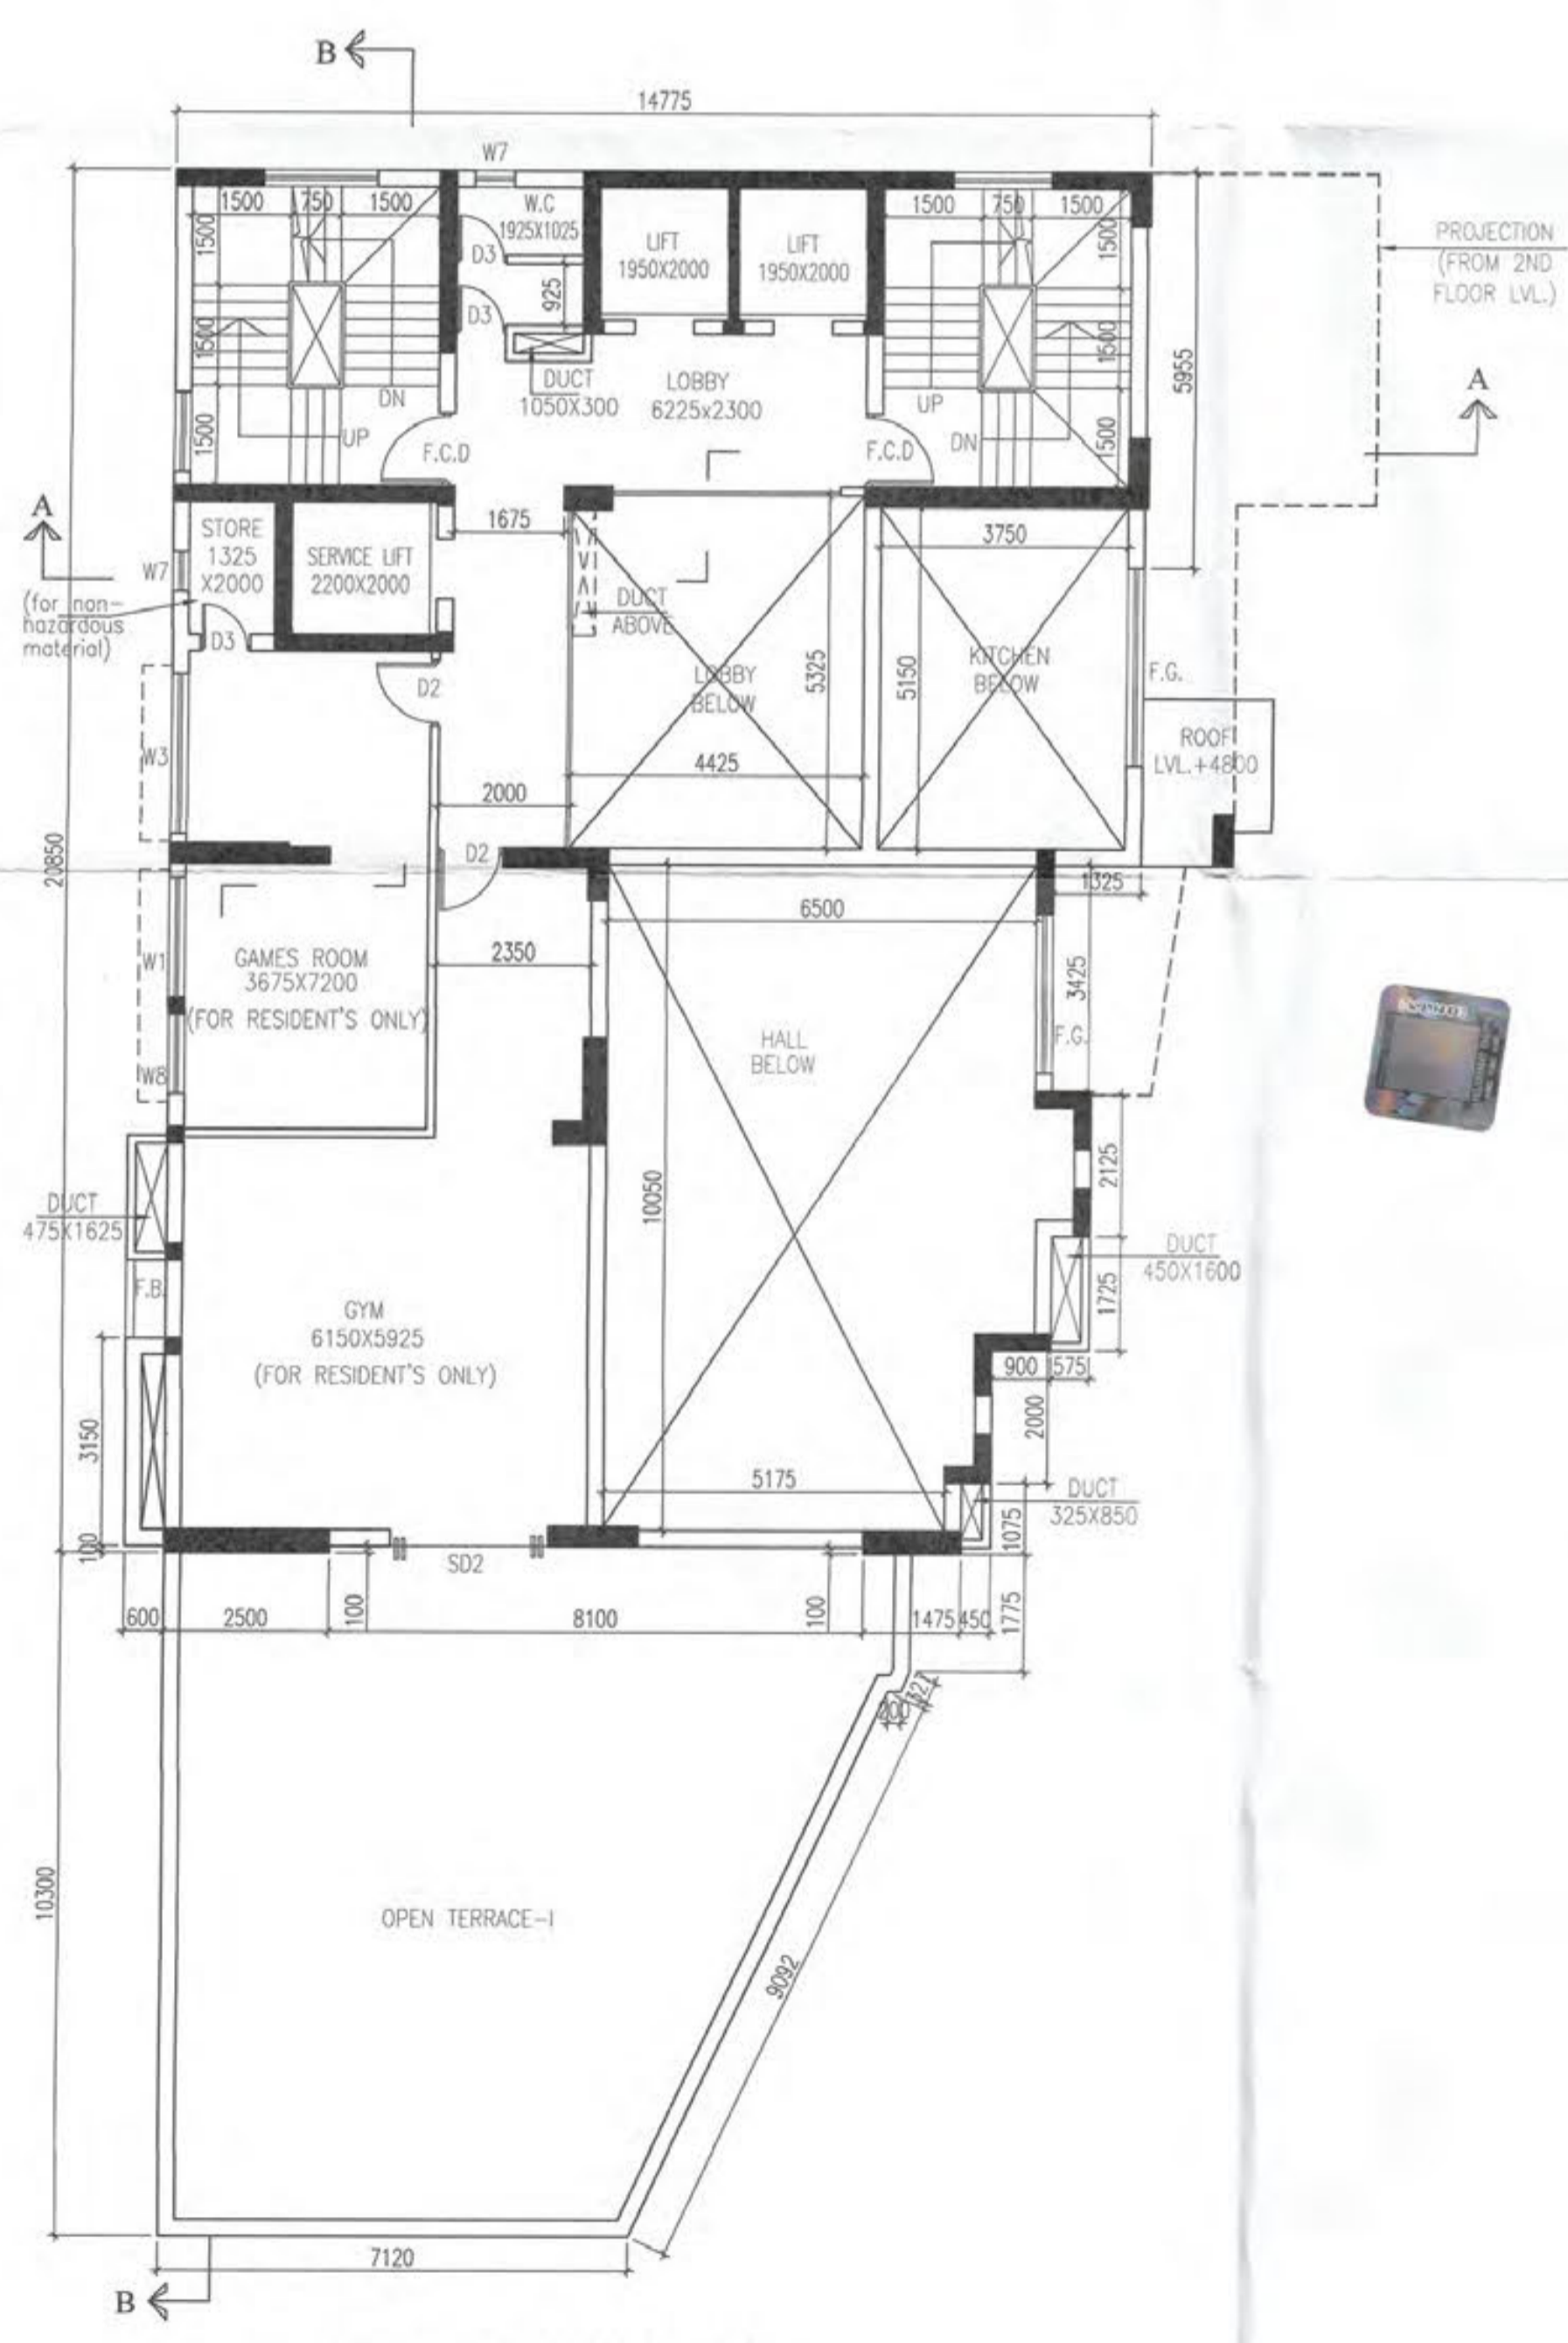 B
14775
W7
1500 750 1500
W.C
1925X1025
1500 750 1500
1500
D3
LIFT
1950X2000
LIFT
1950X2000
1500
PROJECTION
(FROM 2ND
FLOOR LVL.)
925
D3
1500
1500
5955
DUCT
1050X300
LOBBY
6225x2300
DN
UP
A
UP
1500
F.C.D
F.C.D
DN
1500
A
STORE
1325
X2000
SERVICE LIFT
2200X2000
1675
3750
W7
(for non-
hazardous
material)
D3
DUCT
ABOVE
D2
LOBBY
BELOW
5325
5150
KITCHEN
BELOW
F.G.
W3
ROOF
LVL.+4800
4425
2000
20850
D2
1325
6500
W1
GAMES ROOM
3675X7200
(FOR RESIDENT'S ONLY)
2350
3425
HALL
BELOW
F.G.
W8
10050
2125
DUCT
475X1625
DUCT
450X1600
F.B.
1725
GYM
6150X5925
(FOR RESIDENT'S ONLY)
900 575
3150
2000
5175
DUCT
325X850
1075
100
SD2
600 2500 100 8100 100 1475 450
1775
200 327
10300
OPEN TERRACE-I
9092
7120
B